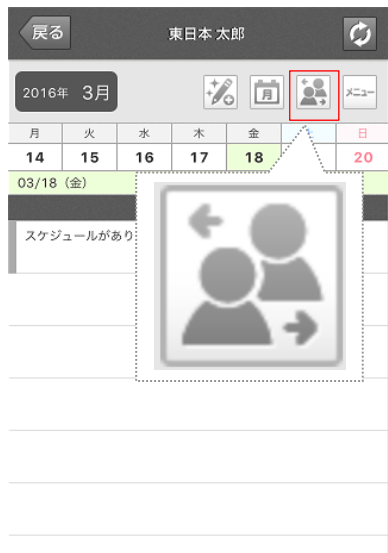 戻る 東日本 太郎
2016年 3月 月 メニュー
月 火 水 木 金 日
14 15 16 17 18 20
03/18（金）
スケジュールがあり